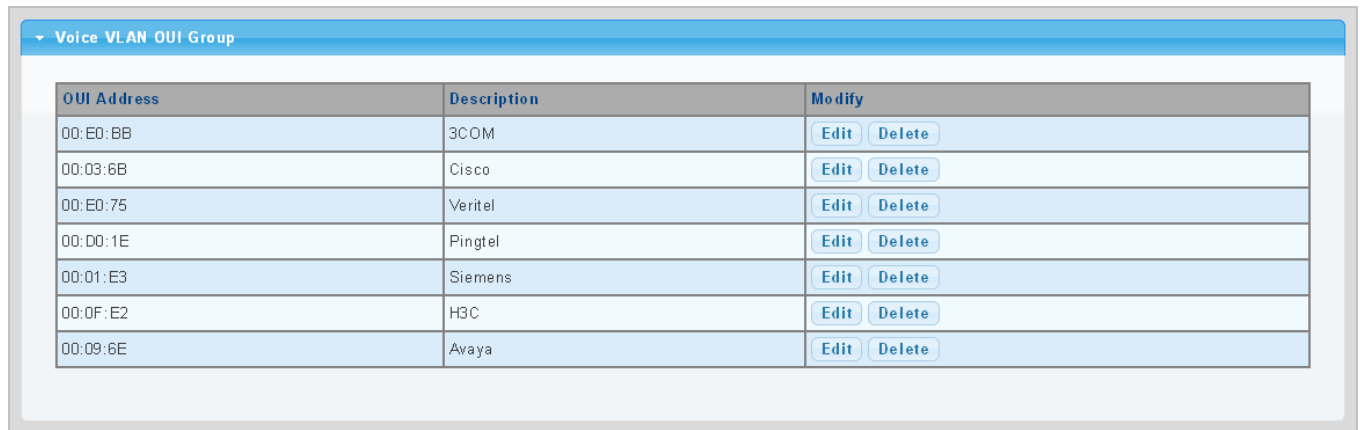 Voice VLAN OUI Group
OUI Address Description Modify
00:E0:BB 3COM Edit Delete
00:03:6B Cisco Edit Delete
00:E0:75 Veritel Edit Delete
00:D0:1E Pingtel Edit Delete
00:01:E3 Siemens Edit Delete
00:0F:E2 H3C Edit Delete
00:09:6E Avaya Edit Delete